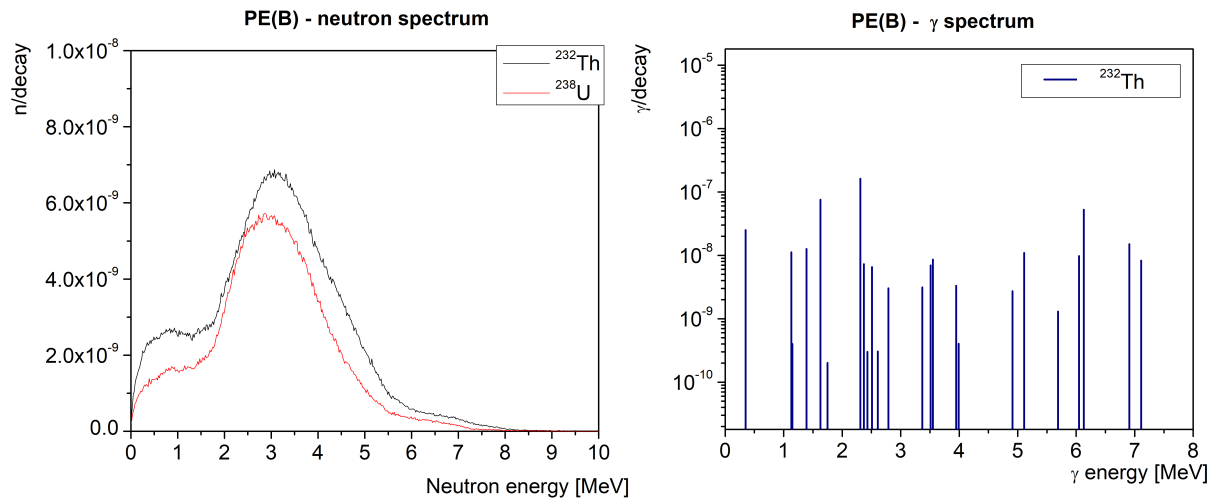 PE(B) - neutron spectrum
n/decay
1.0x10⁻⁸
8.0x10⁻⁹
6.0x10⁻⁹
4.0x10⁻⁹
2.0x10⁻⁹
0.0
²³²Th
²³⁸U
0 1 2 3 4 5 6 7 8 9 10
Neutron energy [MeV]
PE(B) - γ spectrum
γ/decay
10⁻⁵
10⁻⁶
10⁻⁷
10⁻⁸
10⁻⁹
10⁻¹⁰
²³²Th
0 1 2 3 4 5 6 7 8
γ energy [MeV]